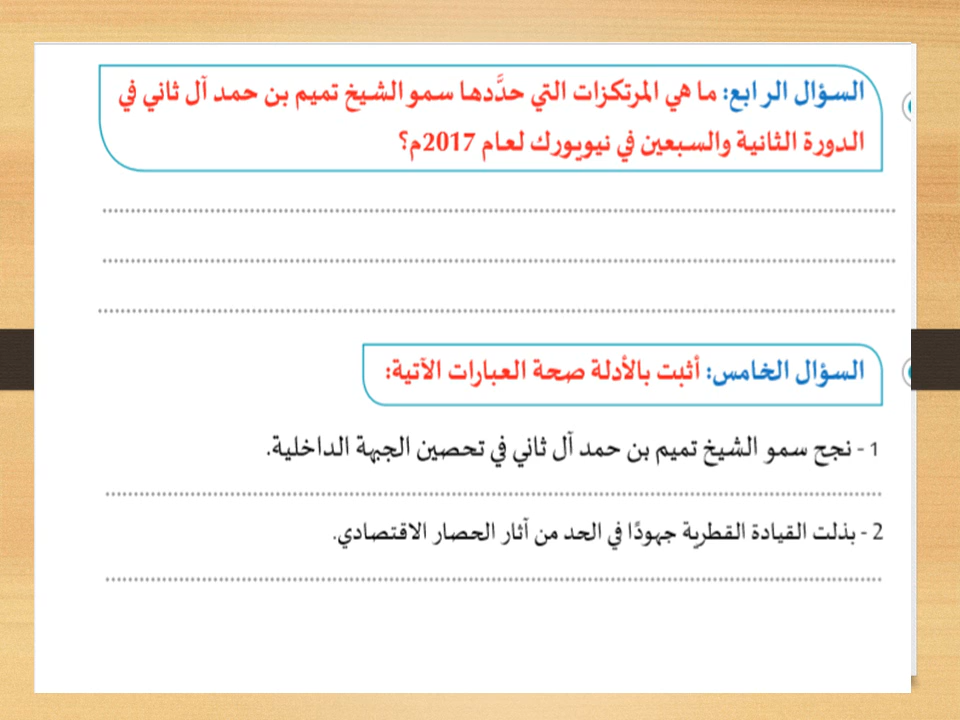 السؤال الرابع: ما هي المرتكزات التي حدَّدها سمو الشيخ تميم بن حمد آل ثاني في
الدورة الثانية والسبعين في نيويورك لعام 2017م؟
السؤال الخامس: أثبت بالأدلة صحة العبارات الآتية:
1 - نجح سمو الشيخ تميم بن حمد آل ثاني في تحصين الجبهة الداخلية.
2 - بذلت القيادة القطرية جهودًا في الحد من آثار الحصار الاقتصادي.